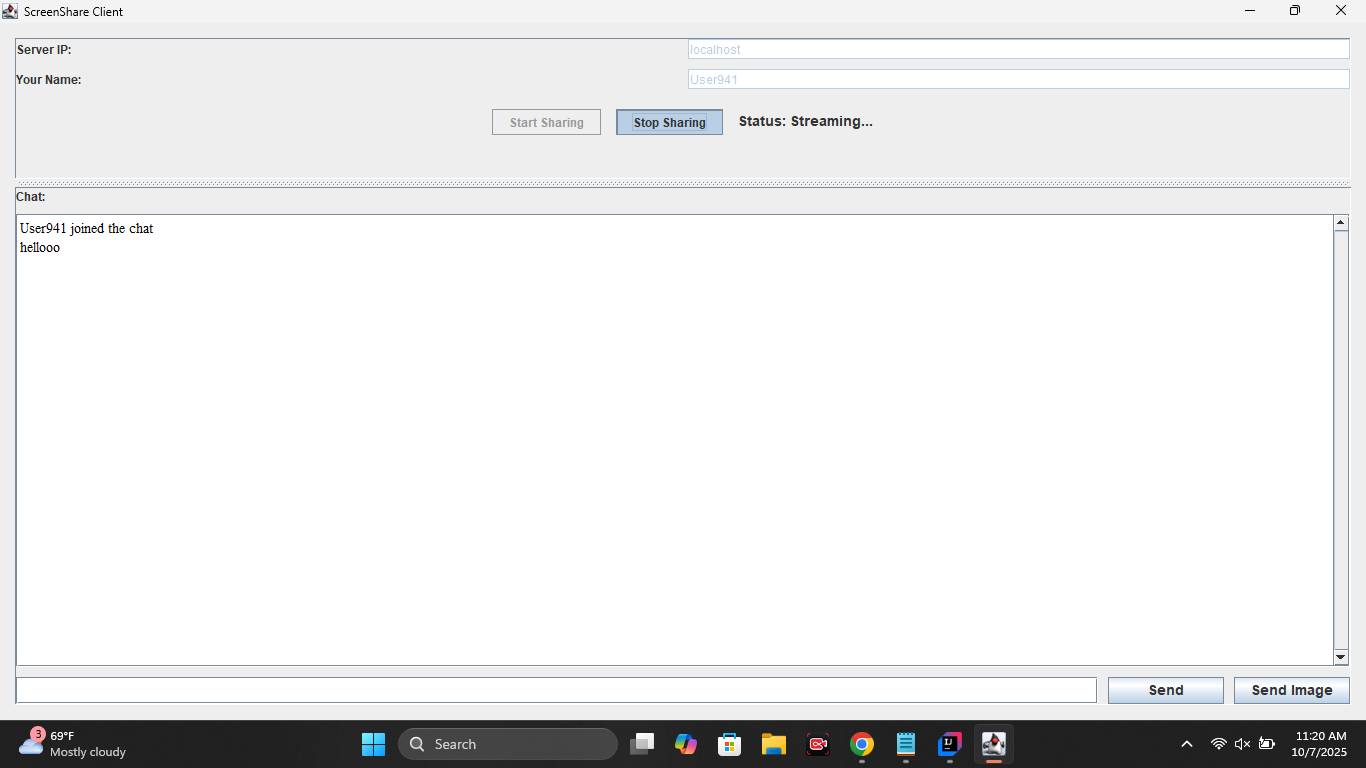 ScreenShare Client
Server IP:
localhost
Your Name:
User941
Start Sharing
Stop Sharing
Status: Streaming...
Chat:
User941 joined the chat
hellooo
Send
Send Image
3
69°F
Mostly cloudy
Search
IJ
11:20 AM
10/7/2025